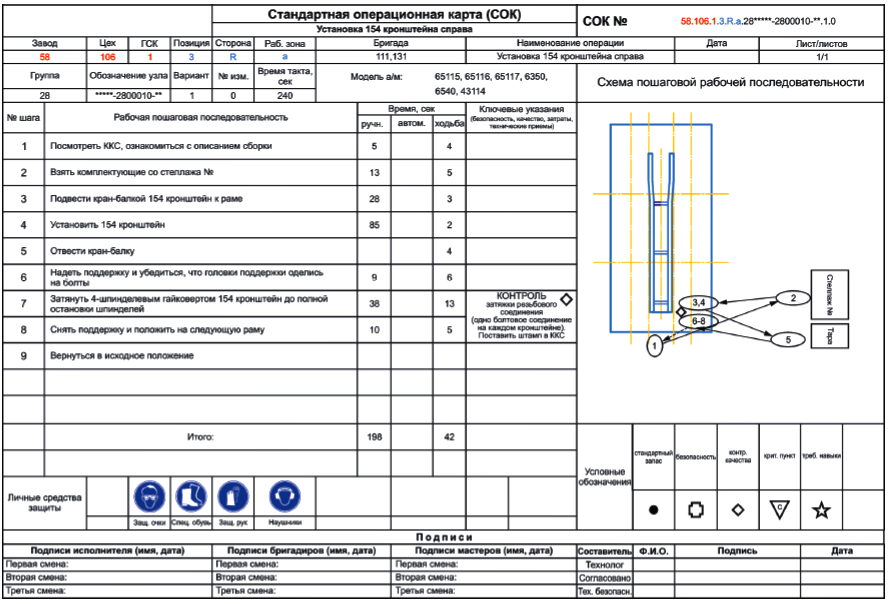 Стандартная операционная карта (СОК)
СОК № 58.106.1.3.R.a.28*****-2800010-**.1.0
Установка 154 кронштейна справа
Завод Цех ГСК Позиция Сторона Раб. зона Бригада Наименование операции Дата Лист/листов
58 106 1 3 R a 111,131 Установка 154 кронштейна справа 1/1
Группа Обозначение узла Вариант № изм. Время такта, сек Модель а/м: 65115, 65116, 65117, 6350,
6540, 43114
Схема пошаговой рабочей последовательности
28 *****-2800010-** 1 0 240
№ шага Рабочая пошаговая последовательность Время, сек Ключевые указания
(безопасность, качество, затраты,
технические приемы)
ручн. автом. ходьба
1 Посмотреть ККС, ознакомиться с описанием сборки 5 4
2 Взять комплектующие со стеллажа № 13 5
3 Подвести кран-балкой 154 кронштейн к раме 28 3
4 Установить 154 кронштейн 85 2
5 Отвести кран-балку 4
6 Надеть поддержку и убедиться, что головки поддержки оделись
на болты 9 6
7 Затянуть 4-шпинделевым гайковертом 154 кронштейн до полной
остановки шпинделей 38 13
КОНТРОЛЬ
затяжки резьбового
соединения
(одно болтовое соединение
на каждом кронштейне).
Поставить штамп в ККС
8 Снять поддержку и положить на следующую раму 10 5
9 Вернуться в исходное положение
Итого: 198 42
3,4
6-8
2
5
1
Стеллаж №
Тара
Условные
обозначения
стандартный
запас
безопасность
контр.
качества
крит. пункт
треб. навыки
С
Личные средства
защиты
Защ. очки Спец. обувь Защ. рук Наушники
Подписи
Подписи исполнителя (имя, дата) Подписи бригадиров (имя, дата) Подписи мастеров (имя, дата) Составитель Ф.И.О. Подпись Дата
Первая смена: Первая смена: Первая смена: Технолог
Вторая смена: Вторая смена: Вторая смена: Согласовано
Третья смена: Третья смена: Третья смена: Тех. безопасн.